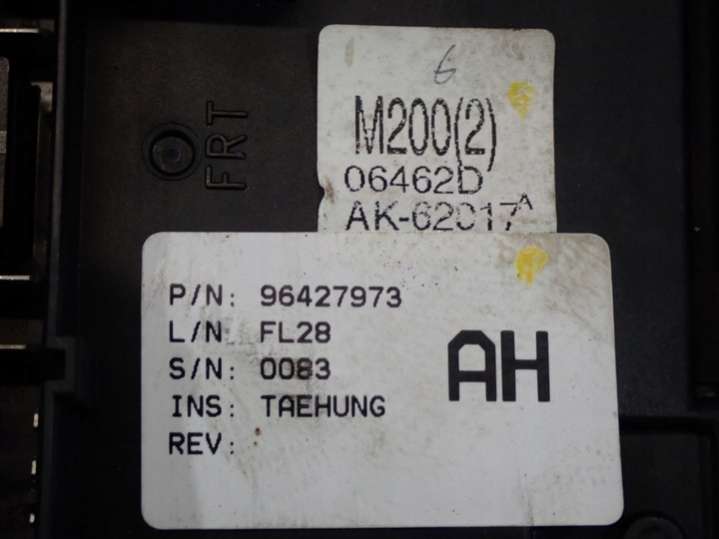 6
FRT
M200(2)
06462D
AK-62017A
P/N: 96427973
L/N FL28
S/N: 0083
INS: TAEHUNG
REV:
AH